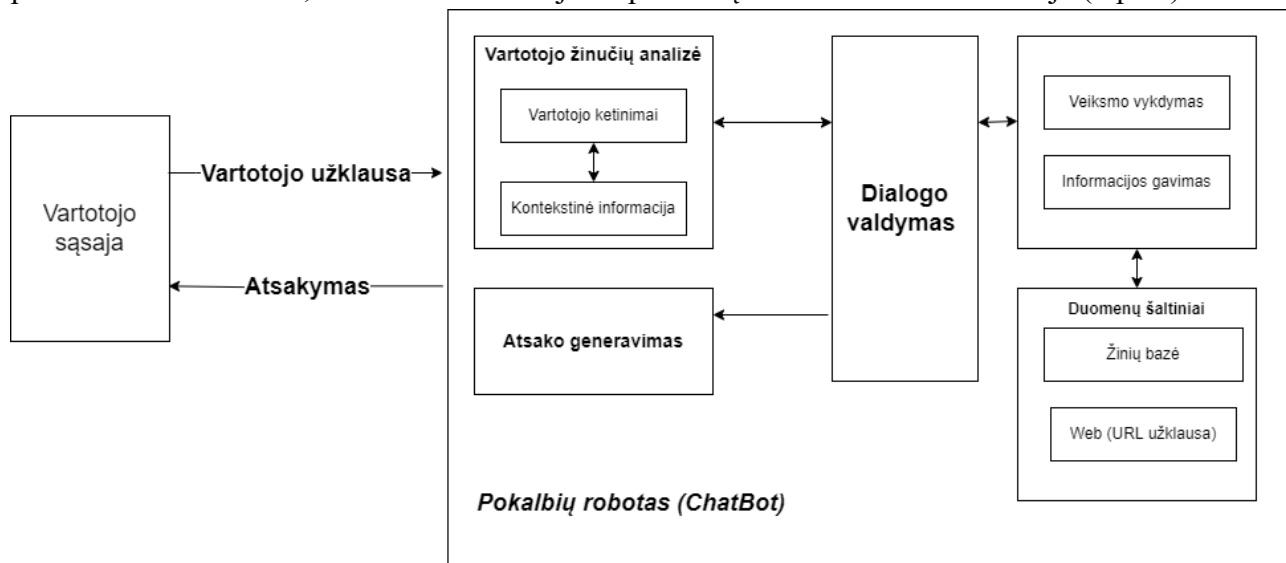 Vartotojo žinučių analizė
Vartotojo ketinimai
Kontekstinė informacija
Vartotojo
sąsaja
Vartotojo užklausa
Atsakymas
Atsako generavimas
Dialogo
valdymas
Veiksmo vykdymas
Informacijos gavimas
Duomenų šaltiniai
Žinių bazė
Web (URL užklausa)
Pokalbių robotas (ChatBot)